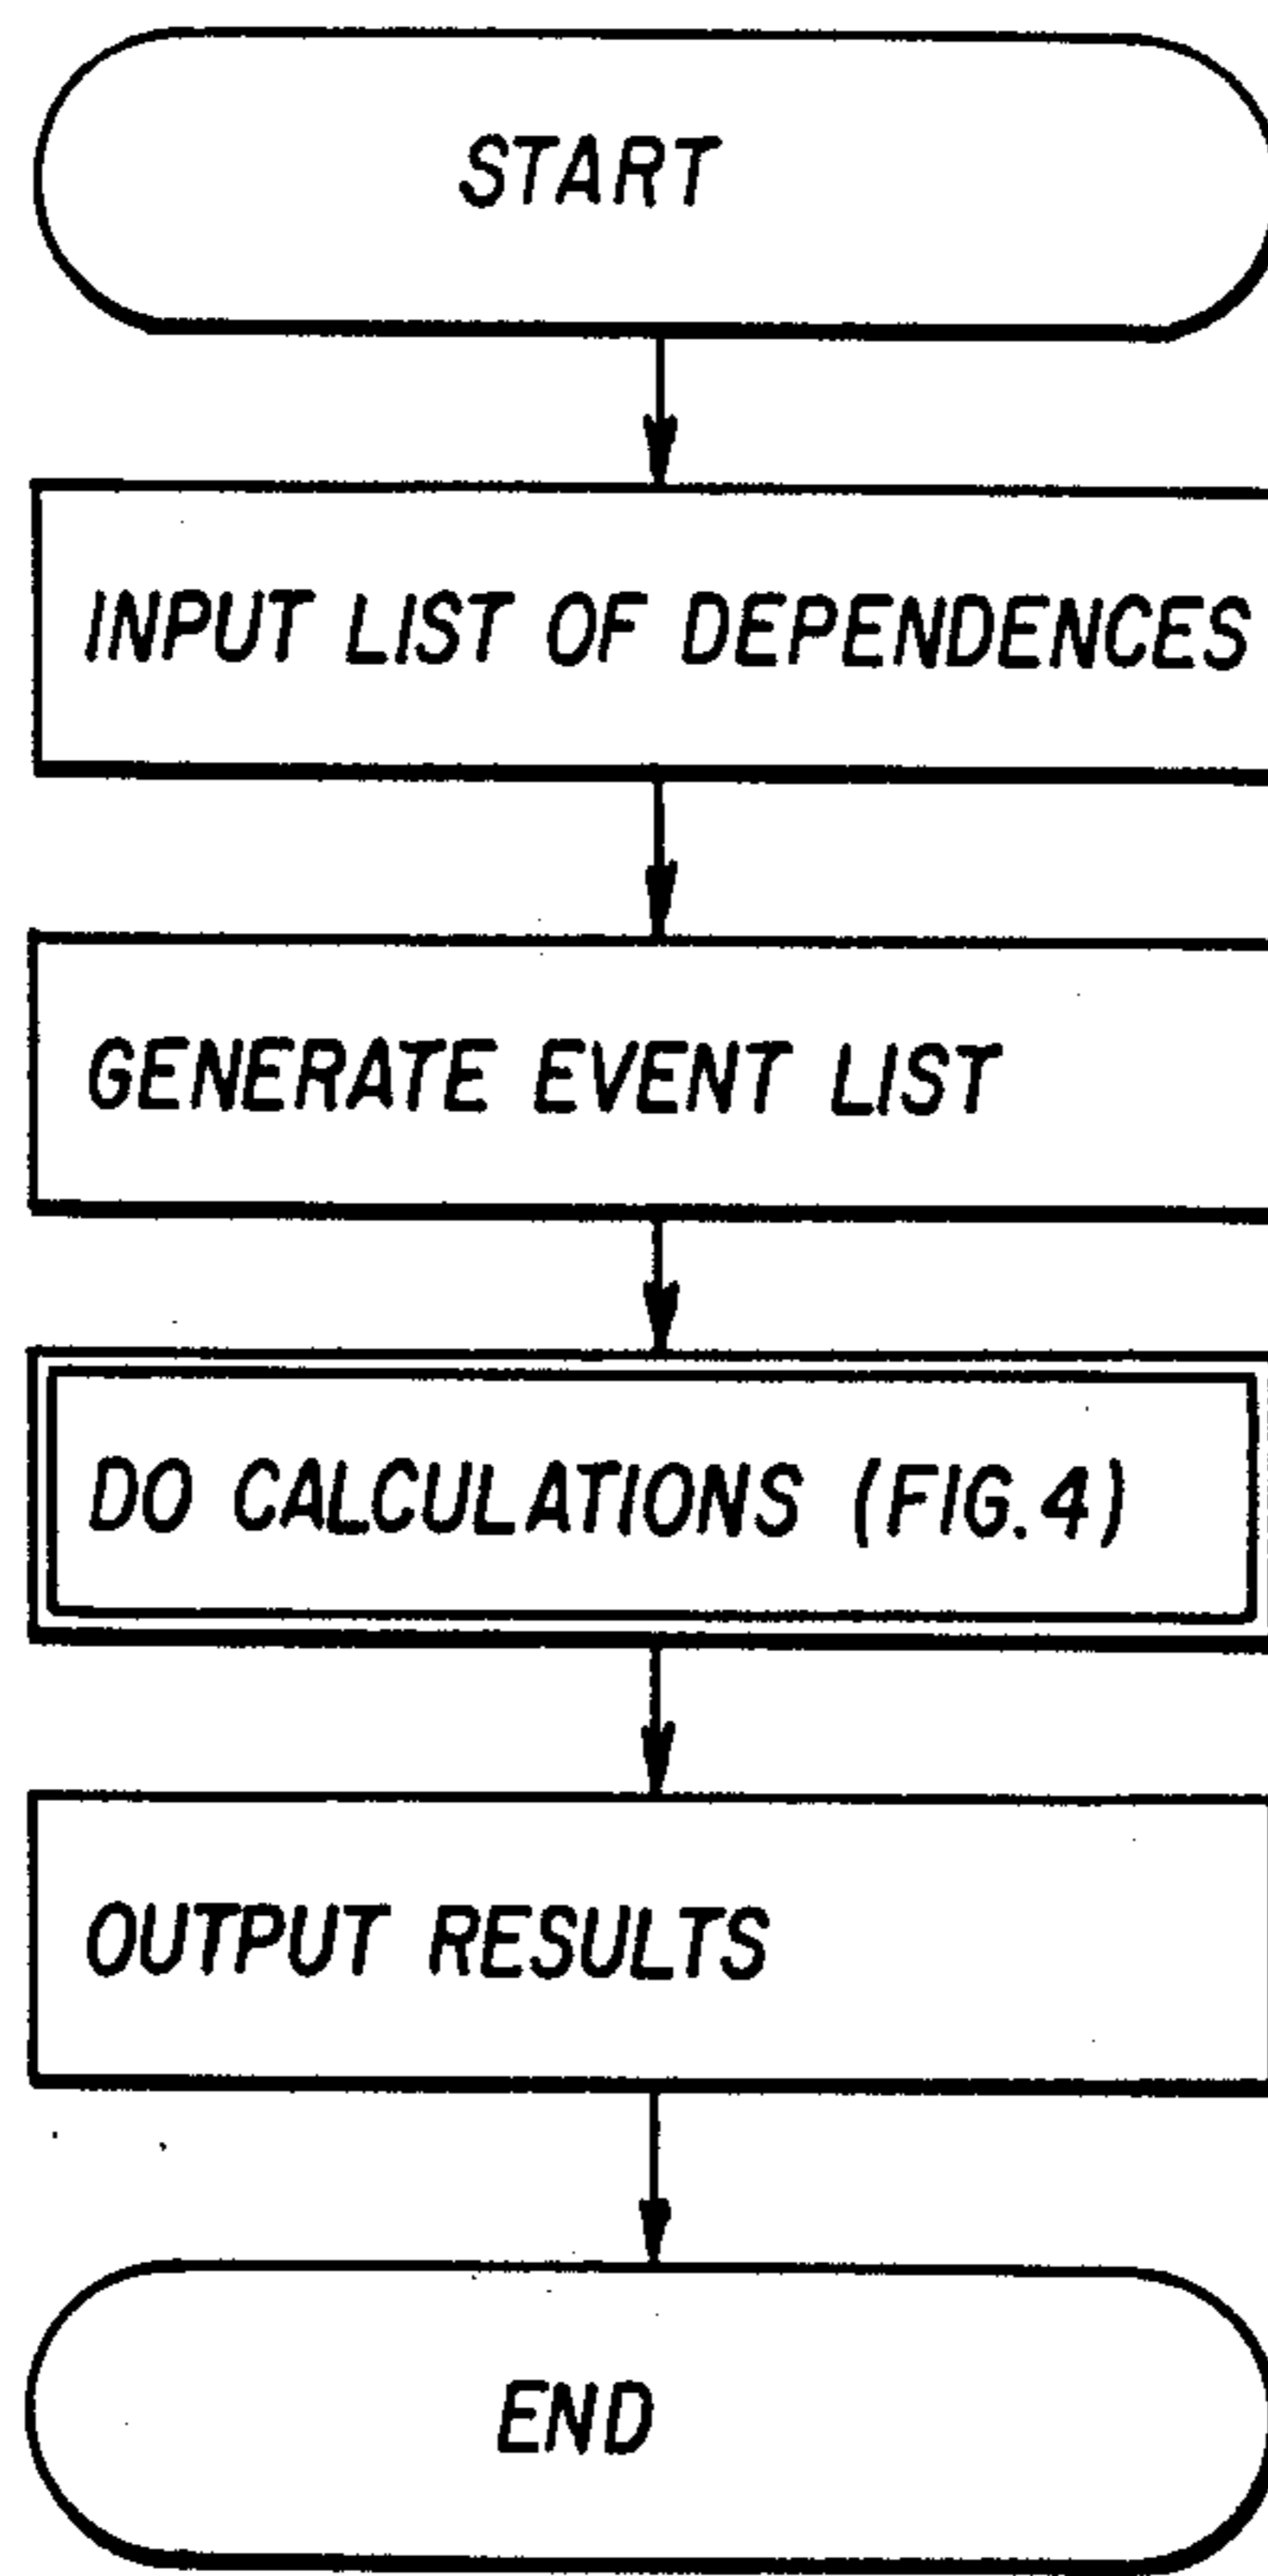 START
INPUT LIST OF DEPENDENCES
GENERATE EVENT LIST
DO CALCULATIONS (FIG.4)
OUTPUT RESULTS
END